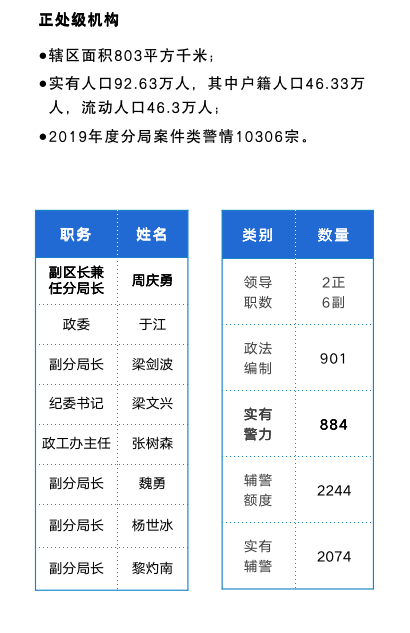 正处级机构
●辖区面积803平方千米；
●实有人口92.63万人，其中户籍人口46.33万
人，流动人口46.3万人；
●2019年度分局案件类警情10306宗。
职务 姓名
副区长兼
任分局长 周庆勇
政委 于江
副分局长 梁剑波
纪委书记 梁文兴
政工办主任 张树森
副分局长 魏勇
副分局长 杨世冰
副分局长 黎灼南
类别 数量
领导 2正
职数 6副
政法
编制 901
实有
警力 884
辅警
额度 2244
实有
辅警 2074